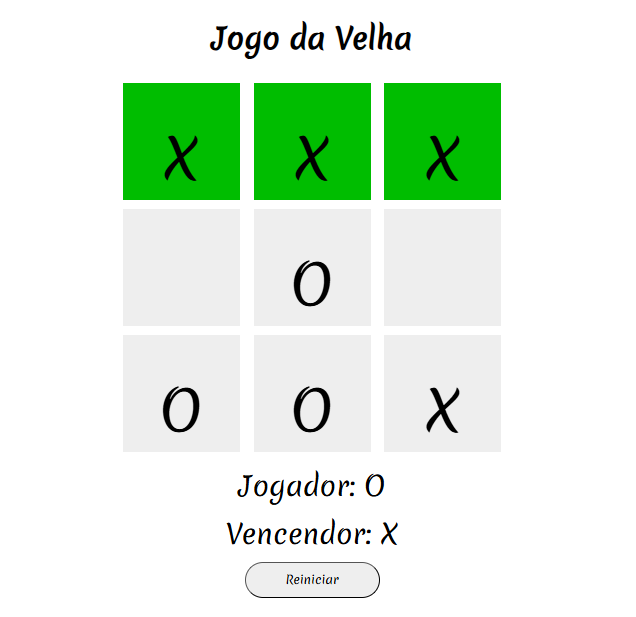 Jogo da Velha
X X X
O
O O X
Jogador: O
Vencendor: X
Reiniciar